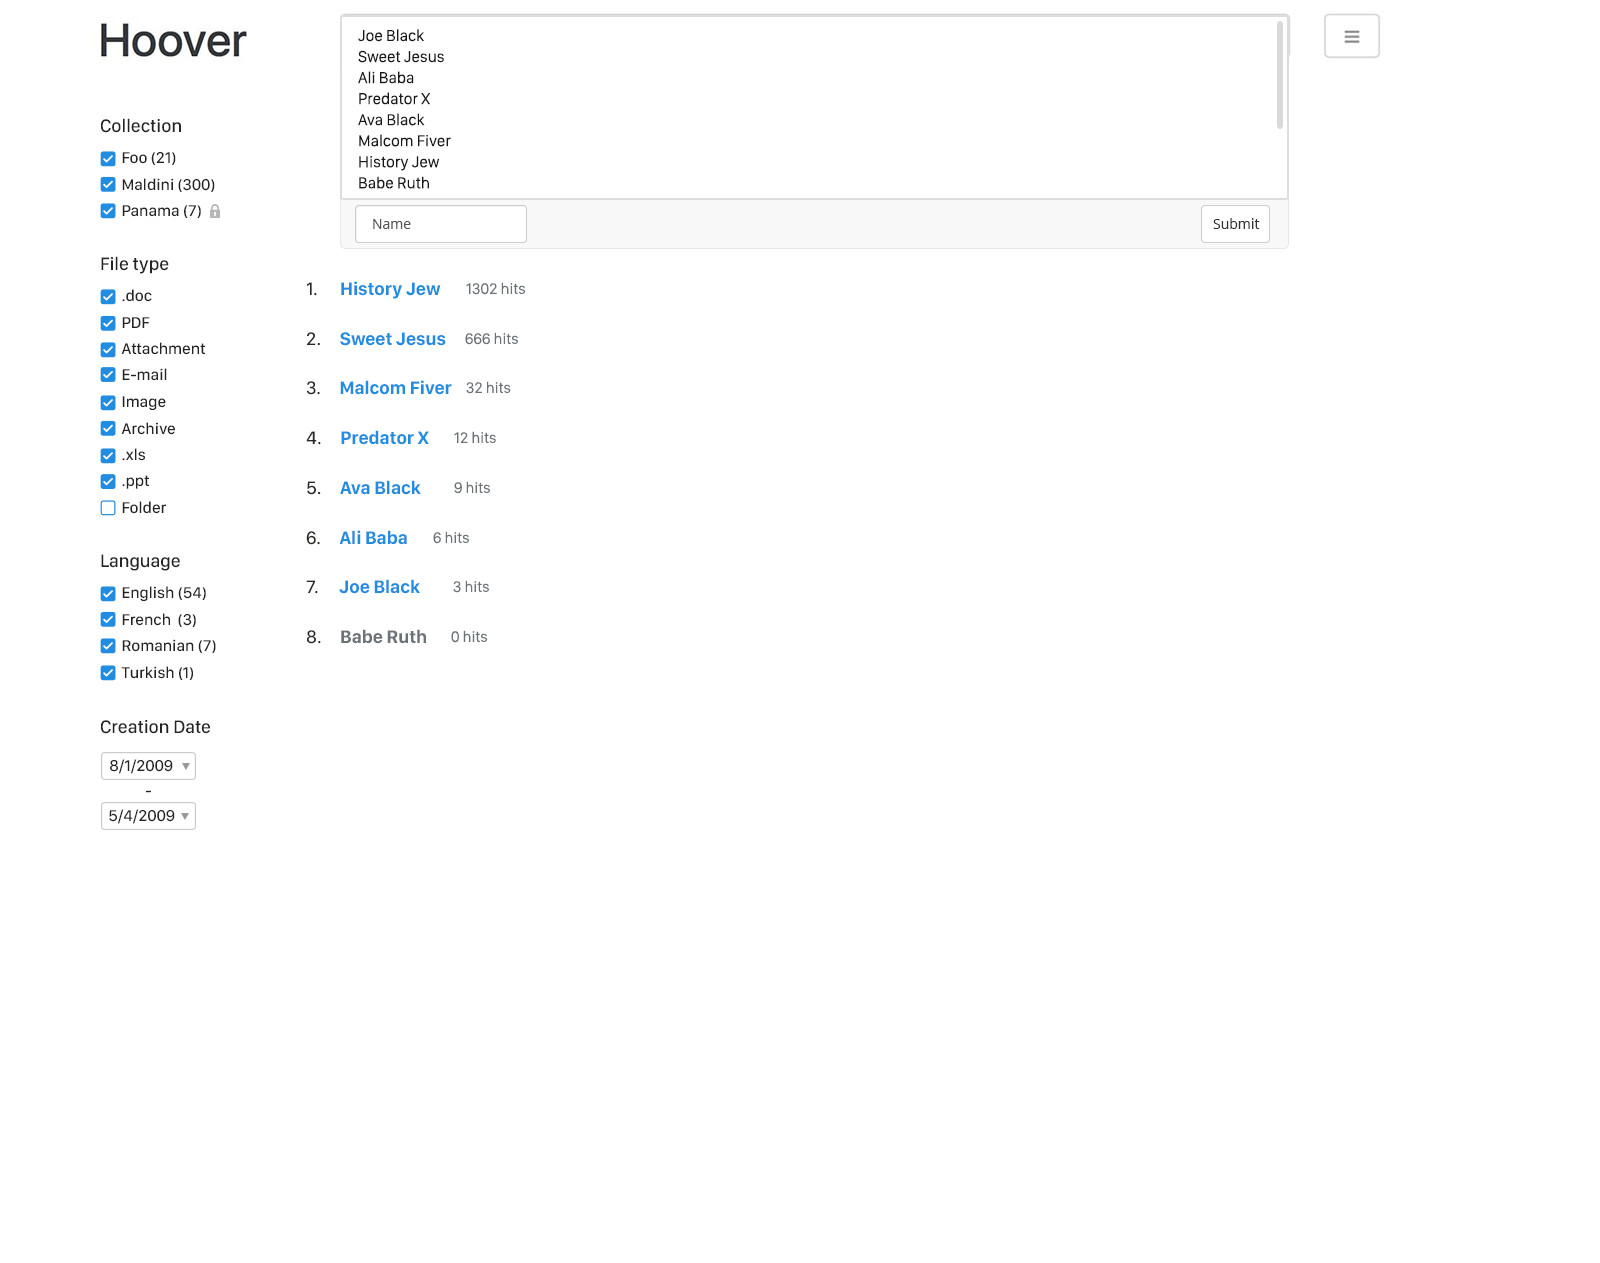 Hoover
Joe Black
Sweet Jesus
Ali Baba
Predator X
Ava Black
Malcom Fiver
History Jew
Babe Ruth
Name
Submit
Collection
Foo (21)
Maldini (300)
Panama (7)
File type
.doc
PDF
Attachment
E-mail
Image
Archive
.xls
.ppt
Folder
Language
English (54)
French (3)
Romanian (7)
Turkish (1)
Creation Date
8/1/2009
-
5/4/2009
1. History Jew 1302 hits
2. Sweet Jesus 666 hits
3. Malcom Fiver 32 hits
4. Predator X 12 hits
5. Ava Black 9 hits
6. Ali Baba 6 hits
7. Joe Black 3 hits
8. Babe Ruth 0 hits